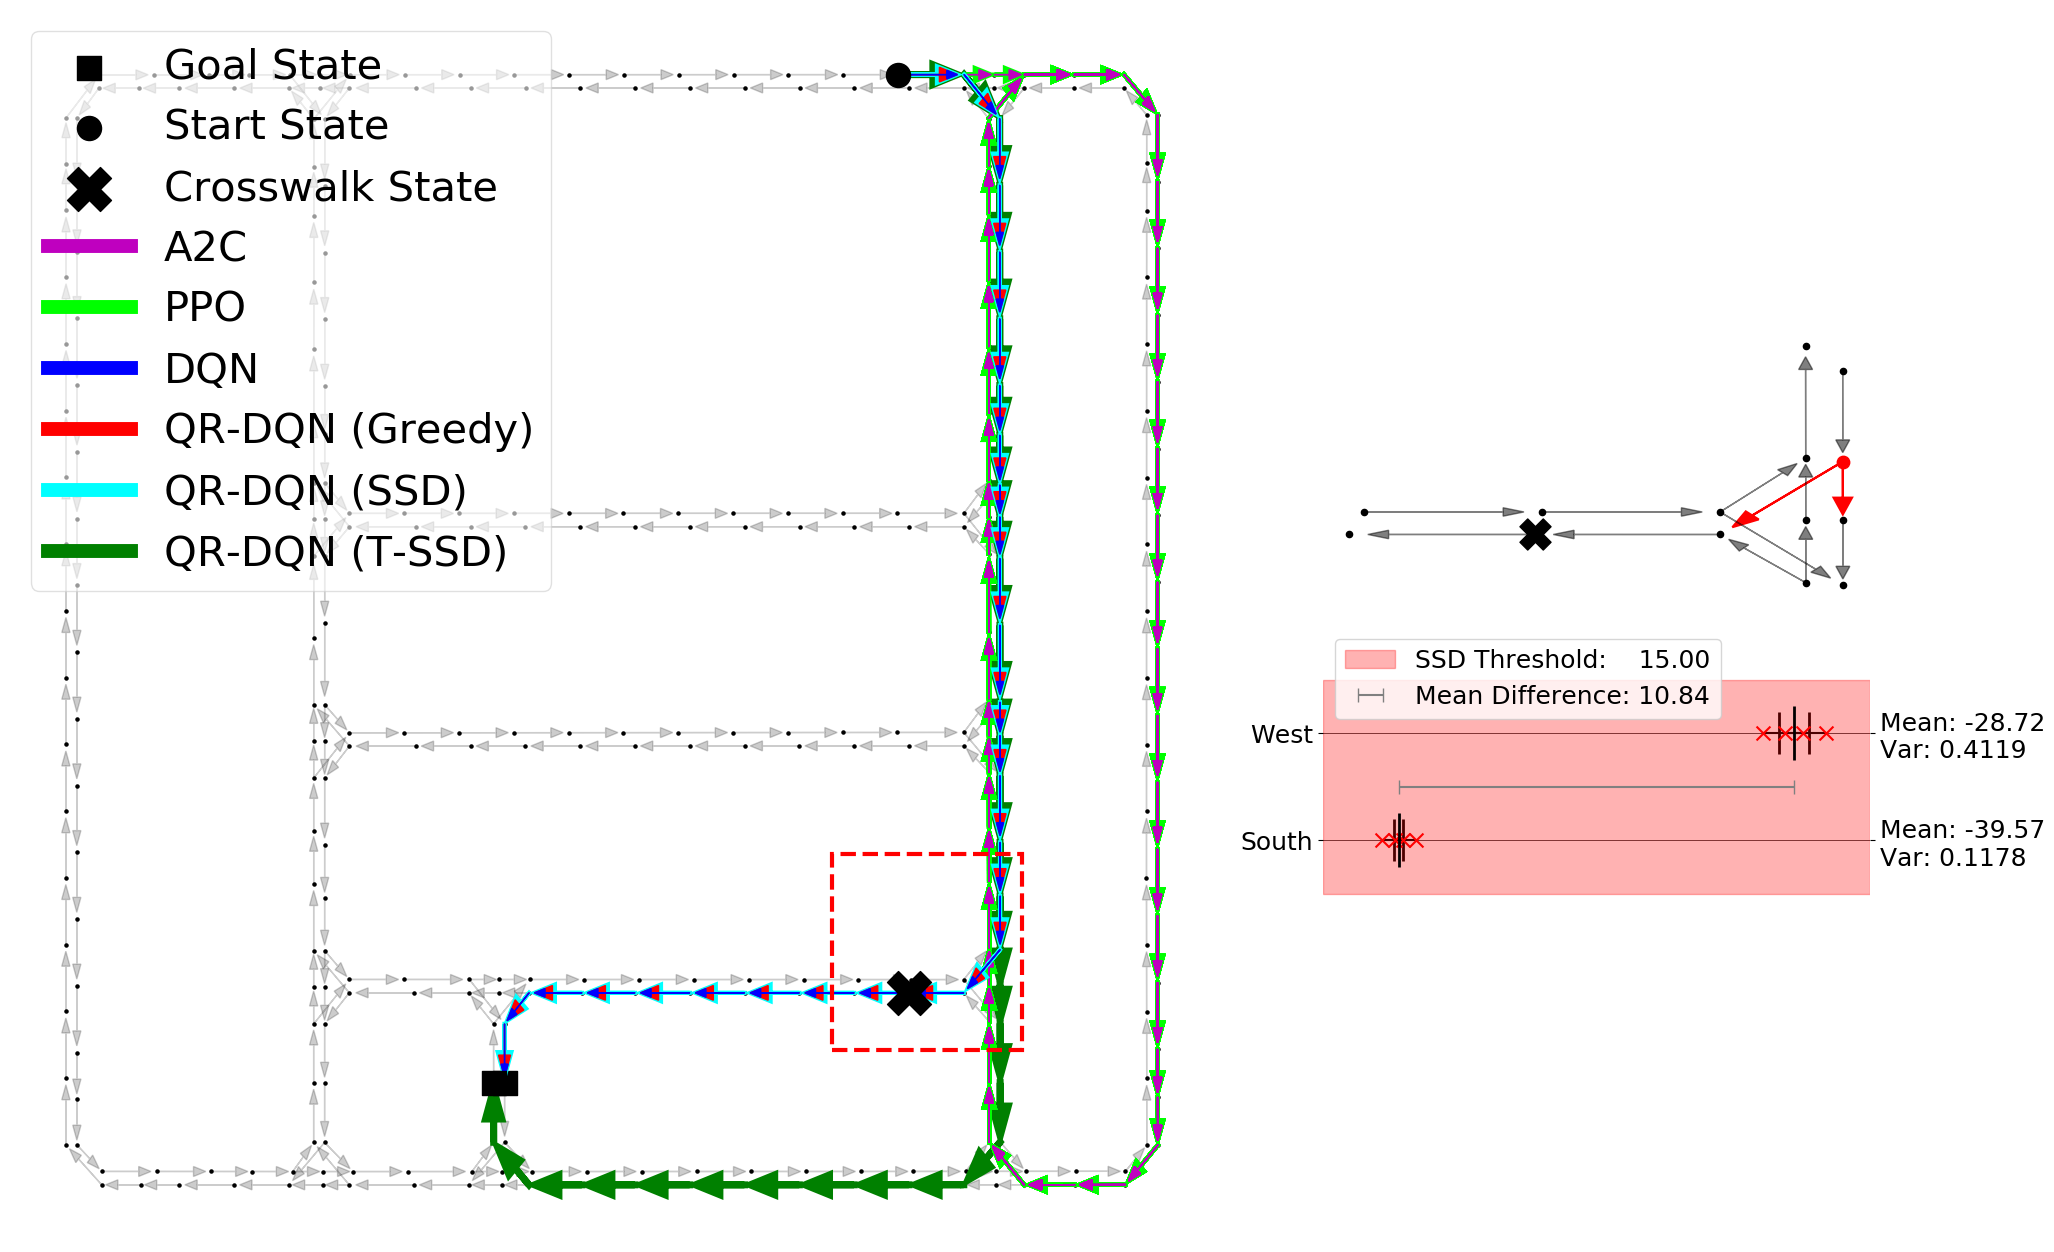 Goal State
Start State
Crosswalk State
A2C
PPO
DQN
QR-DQN (Greedy)
QR-DQN (SSD)
QR-DQN (T-SSD)
SSD Threshold: 15.00
Mean Difference: 10.84
West
Mean: -28.72
Var: 0.4119
South
Mean: -39.57
Var: 0.1178